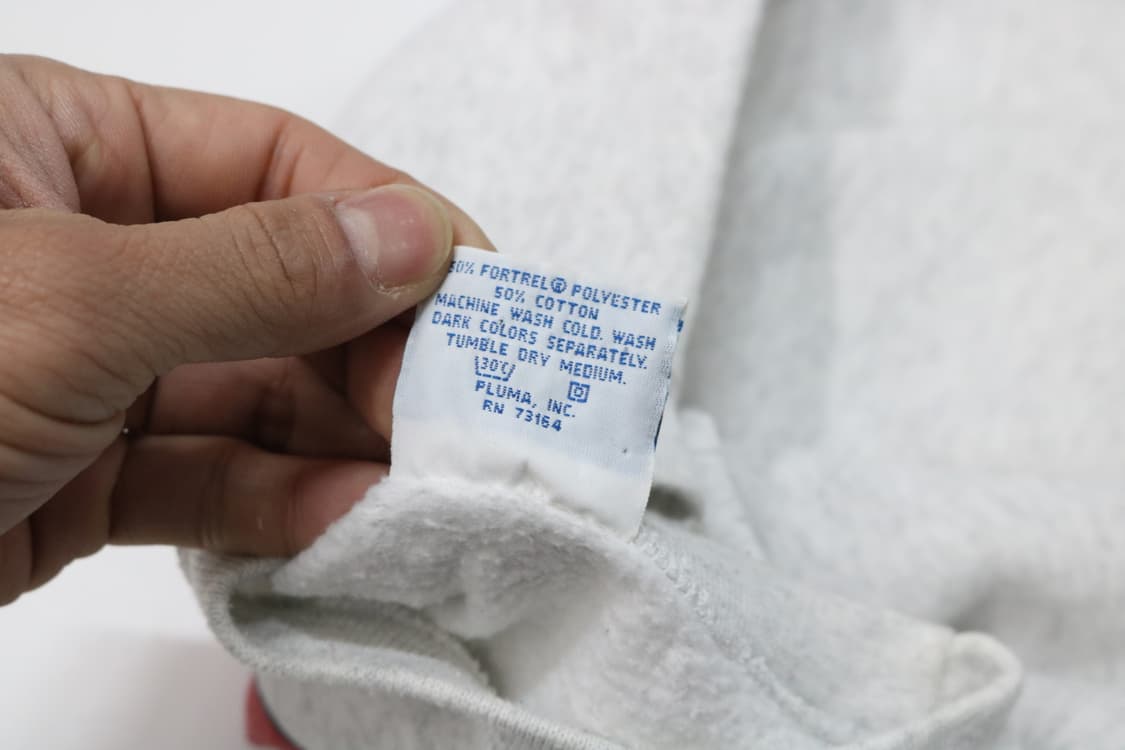 50% FORTREL® POLYESTER
50% COTTON
MACHINE WASH COLD. WASH
DARK COLORS SEPARATELY.
TUMBLE DRY MEDIUM.
30°C
PLUMA, INC.
RN 73164